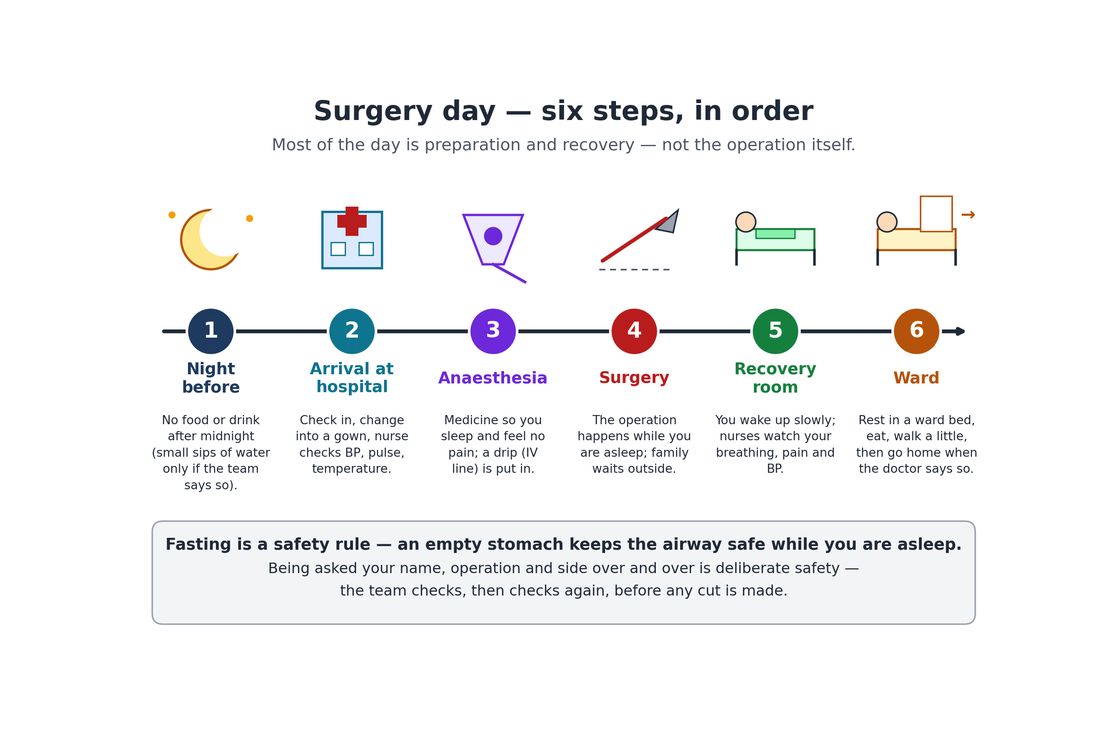 Surgery day — six steps, in order
Most of the day is preparation and recovery — not the operation itself.
→
1
2
3
4
5
6
Night
before
Arrival at
hospital
Anaesthesia
Surgery
Recovery
room
Ward
No food or drink
after midnight
(small sips of water
only if the team
says so).
Check in, change
into a gown, nurse
checks BP, pulse,
temperature.
Medicine so you
sleep and feel no
pain; a drip (IV
line) is put in.
The operation
happens while you
are asleep; family
waits outside.
You wake up slowly;
nurses watch your
breathing, pain and
BP.
Rest in a ward bed,
eat, walk a little,
then go home when
the doctor says so.
Fasting is a safety rule — an empty stomach keeps the airway safe while you are asleep.
Being asked your name, operation and side over and over is deliberate safety —
the team checks, then checks again, before any cut is made.